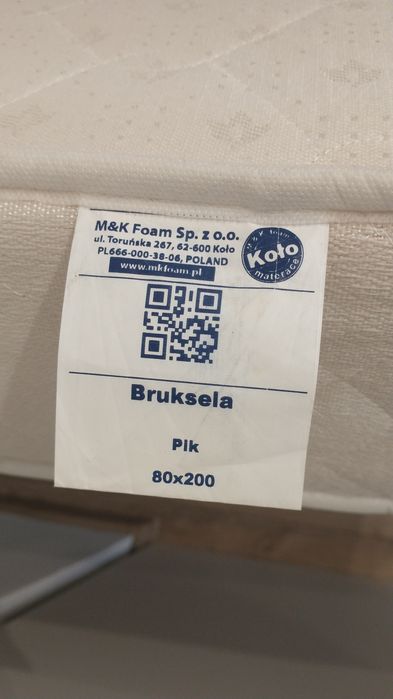 M&K Foam Sp. z o.o.
ul. Toruńska 267, 62-600 Koło
PL666-000-38-06, POLAND
www.mkfoam.pl
M&K foam
Koło
materace
Bruksela
Pik
80x200